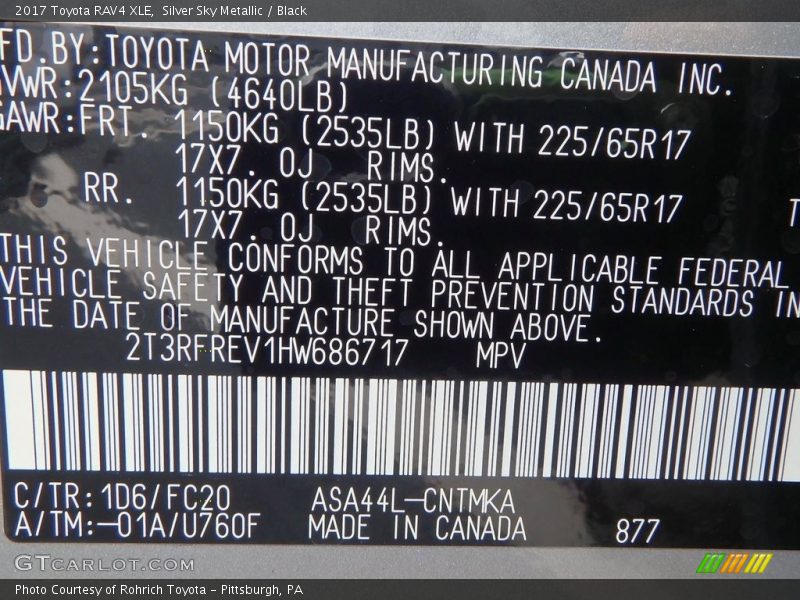 2017 Toyota RAV4 XLE,  Silver Sky Metallic / Black
FD.BY:TOYOTA MOTOR MANUFACTURING CANADA INC.
VWR:2105KG (4640LB)
GAWR:FRT. 1150KG (2535LB) WITH 225/65R17
17X7.0J RIMS.
RR. 1150KG (2535LB) WITH 225/65R17
17X7.0J RIMS.
THIS VEHICLE CONFORMS TO ALL APPLICABLE FEDERAL
VEHICLE SAFETY AND THEFT PREVENTION STANDARDS IN
THE DATE OF MANUFACTURE SHOWN ABOVE.
2T3RFREV1HW686717 MPV
C/TR:1D6/FC20 ASA44L-CNTMKA
A/TM:-01A/U760F MADE IN CANADA 877
GTCARLOT.COM
Photo Courtesy of Rohrich Toyota - Pittsburgh, PA